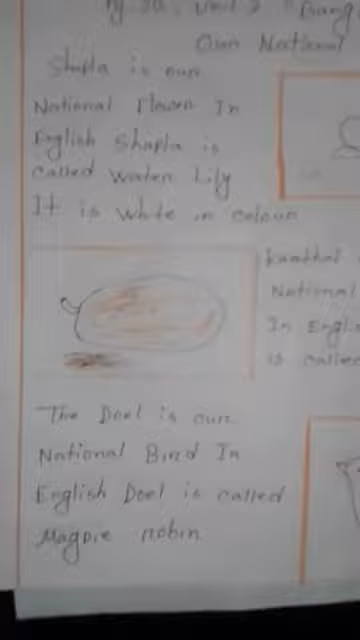 Unit 2
Our National
Shapla is our
National Flower In
English Shapla is
called Water Lily
It is White in colour
Kanthal
National
In English
is called
The Doel is our
National Bird In
English Doel is called
Magpie robin